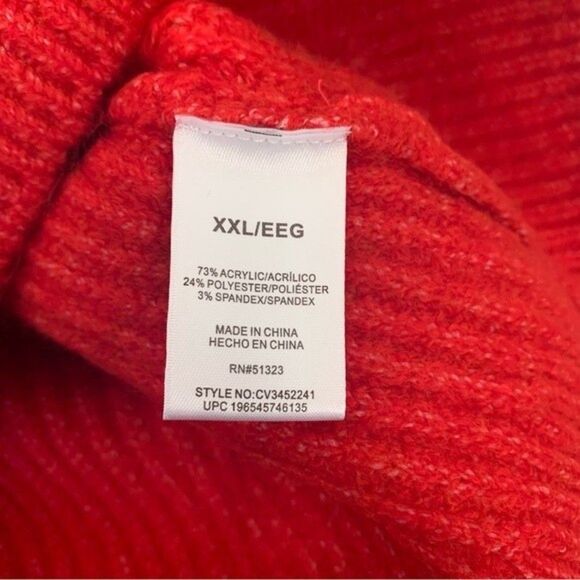 XXL/EEG
73% ACRYLIC/ACRÍLICO
24% POLYESTER/POLIÉSTER
3% SPANDEX/SPANDEX
MADE IN CHINA
HECHO EN CHINA
RN#51323
STYLE NO:CV3452241
UPC 196545746135